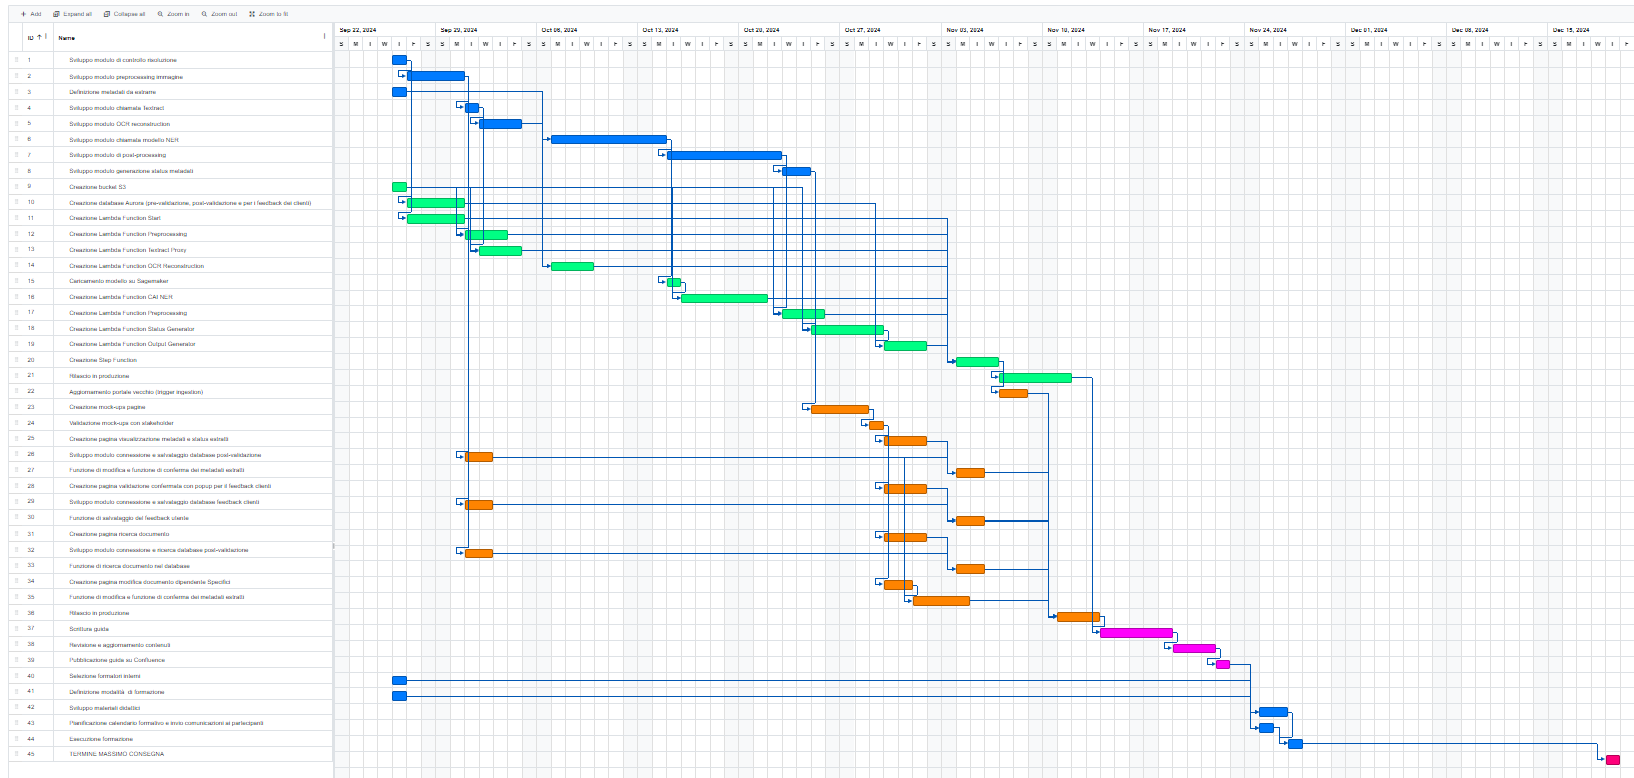 + Add Expand all Collapse all Zoom in Zoom out Zoom to fit
ID Name
Sep 22, 2024 Sep 29, 2024 Oct 06, 2024 Oct 13, 2024 Oct 20, 2024 Oct 27, 2024 Nov 03, 2024 Nov 10, 2024 Nov 17, 2024 Nov 24, 2024 Dec 01, 2024 Dec 08, 2024 Dec 15, 2024
S M T W T F S S M T W T F S S M T W T F S S M T W T F S S M T W T F S S M T W T F S S M T W T F S S M T W T F S S M T W T F S S M T W T F S S M T W T F S S M T W T F S S M T W T F
1 Sviluppo modulo di controllo risoluzione
2 Sviluppo modulo preprocessing immagine
3 Definizione metadati da estrarre
4 Sviluppo modulo chiamata Textract
5 Sviluppo modulo OCR reconstruction
6 Sviluppo modulo chiamata modello NER
7 Sviluppo modulo di post-processing
8 Sviluppo modulo generazione status metadati
9 Creazione bucket S3
10 Creazione database Aurora (pre-validazione, post-validazione e per i feedback dei clienti)
11 Creazione Lambda Function Start
12 Creazione Lambda Function Preprocessing
13 Creazione Lambda Function Textract Proxy
14 Creazione Lambda Function OCR Reconstruction
15 Caricamento modello su Sagemaker
16 Creazione Lambda Function CAI NER
17 Creazione Lambda Function Preprocessing
18 Creazione Lambda Function Status Generator
19 Creazione Lambda Function Output Generator
20 Creazione Step Function
21 Rilascio in produzione
22 Aggiornamento portale vecchio (trigger ingestion)
23 Creazione mock-ups pagine
24 Validazione mock-ups con stakeholder
25 Creazione pagina visualizzazione metadati e status estratti
26 Sviluppo modulo connessione e salvataggio database post-validazione
27 Funzione di modifica e funzione di conferma dei metadati estratti
28 Creazione pagina validazione confermata con popup per il feedback clienti
29 Sviluppo modulo connessione e salvataggio database feedback clienti
30 Funzione di salvataggio del feedback utente
31 Creazione pagina ricerca documento
32 Sviluppo modulo connessione e ricerca database post-validazione
33 Funzione di ricerca documento nel database
34 Creazione pagina modifica documento dipendente Specifici
35 Funzione di modifica e funzione di conferma dei metadati estratti
36 Rilascio in produzione
37 Scrittura guida
38 Revisione e aggiornamento contenuti
39 Pubblicazione guida su Confluence
40 Selezione formatori interni
41 Definizione modalità di formazione
42 Sviluppo materiali didattici
43 Pianificazione calendario formativo e invio comunicazioni ai partecipanti
44 Esecuzione formazione
45 TERMINE MASSIMO CONSEGNA